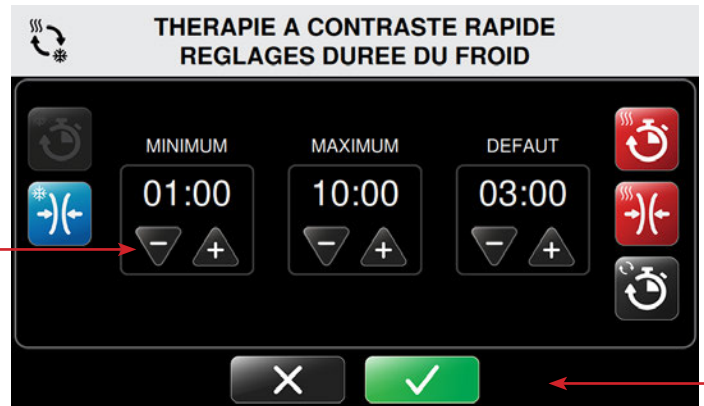 THERAPIE A CONTRASTE RAPIDE
REGLAGES DUREE DU FROID
MINIMUM MAXIMUM DEFAUT
01:00 10:00 03:00